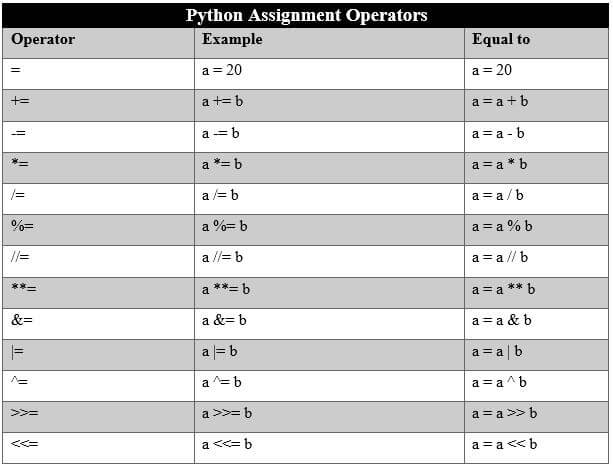 Python Assignment Operators
Operator Example Equal to
= a = 20 a = 20
+= a += b a = a + b
-= a -= b a = a - b
*= a *= b a = a * b
/= a /= b a = a / b
%= a %= b a = a % b
//= a //= b a = a // b
**= a **= b a = a ** b
&= a &= b a = a & b
|= a |= b a = a | b
^= a ^= b a = a ^ b
>>= a >>= b a = a >> b
<<= a <<= b a = a << b